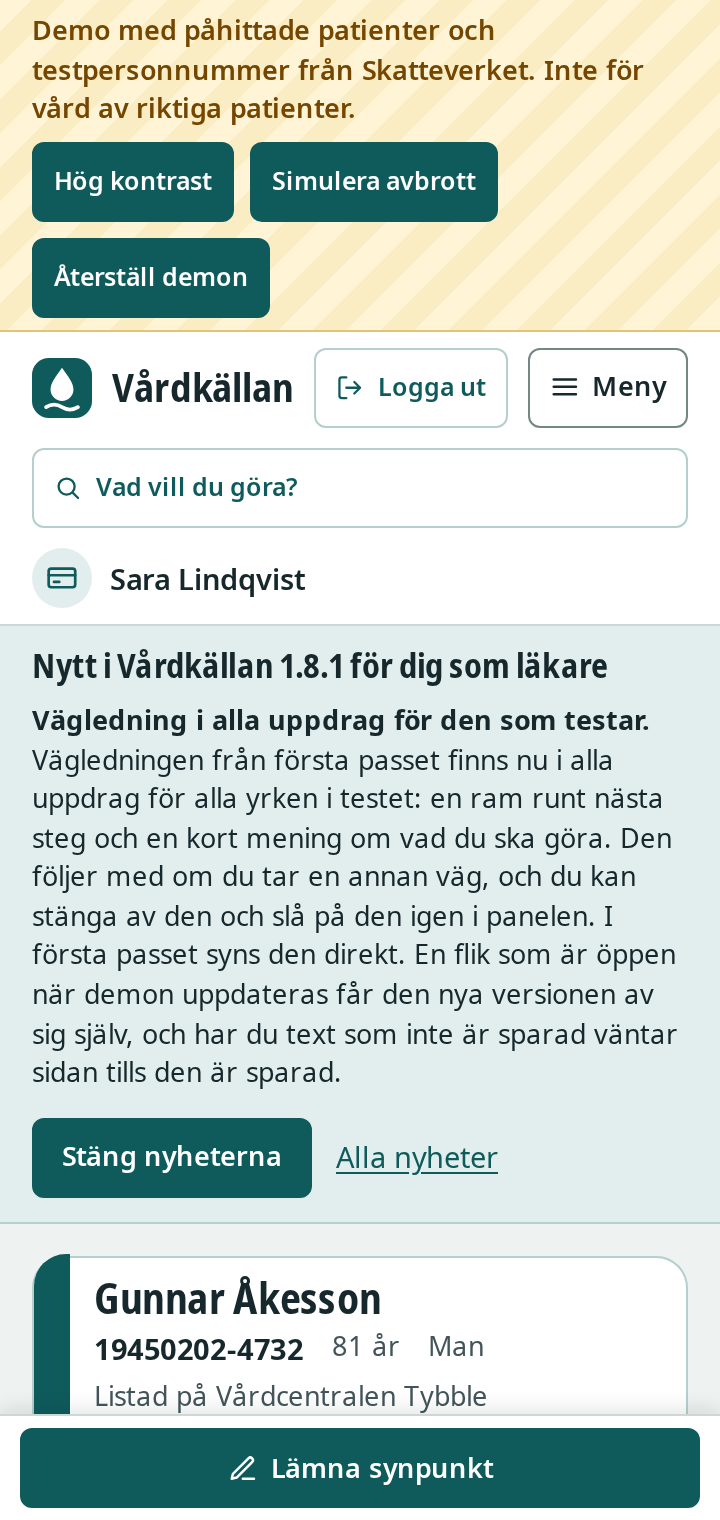 Demo med påhittade patienter och
testpersonnummer från Skatteverket. Inte för
vård av riktiga patienter.
Hög kontrast
Simulera avbrott
Återställ demon
Vårdkällan
Logga ut
Meny
Vad vill du göra?
Sara Lindqvist
Nytt i Vårdkällan 1.8.1 för dig som läkare
Vägledning i alla uppdrag för den som testar.
Vägledningen från första passet finns nu i alla
uppdrag för alla yrken i testet: en ram runt nästa
steg och en kort mening om vad du ska göra. Den
följer med om du tar en annan väg, och du kan
stänga av den och slå på den igen i panelen. I
första passet syns den direkt. En flik som är öppen
när demon uppdateras får den nya versionen av
sig själv, och har du text som inte är sparad väntar
sidan tills den är sparad.
Stäng nyheterna
Alla nyheter
Gunnar Åkesson
19450202-4732 81 år Man
Listad på Vårdcentralen Tybble
Lämna synpunkt